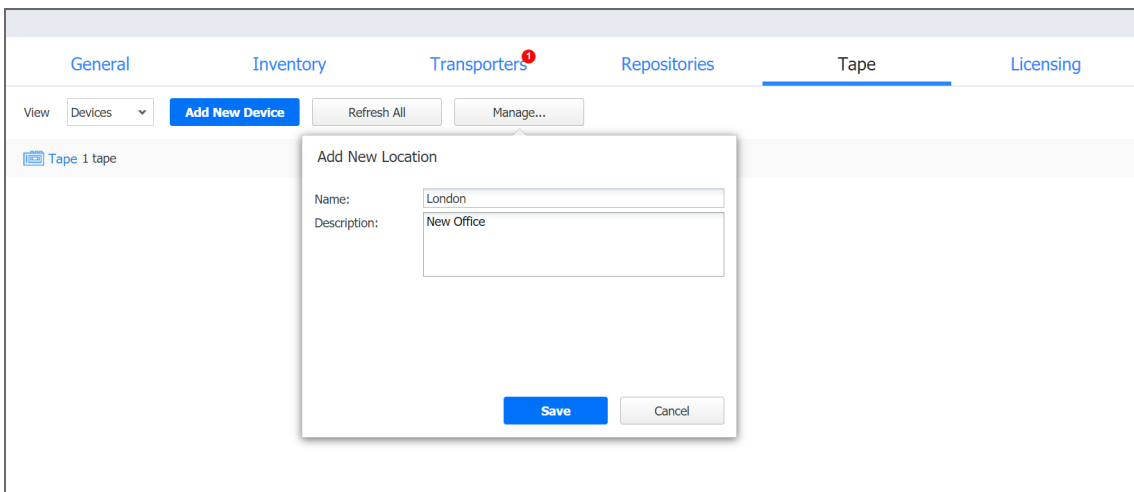 General Inventory Transporters 1 Repositories Tape Licensing
View Devices Add New Device Refresh All Manage...
Tape 1 tape
Add New Location
Name: London
Description: New Office
Save Cancel